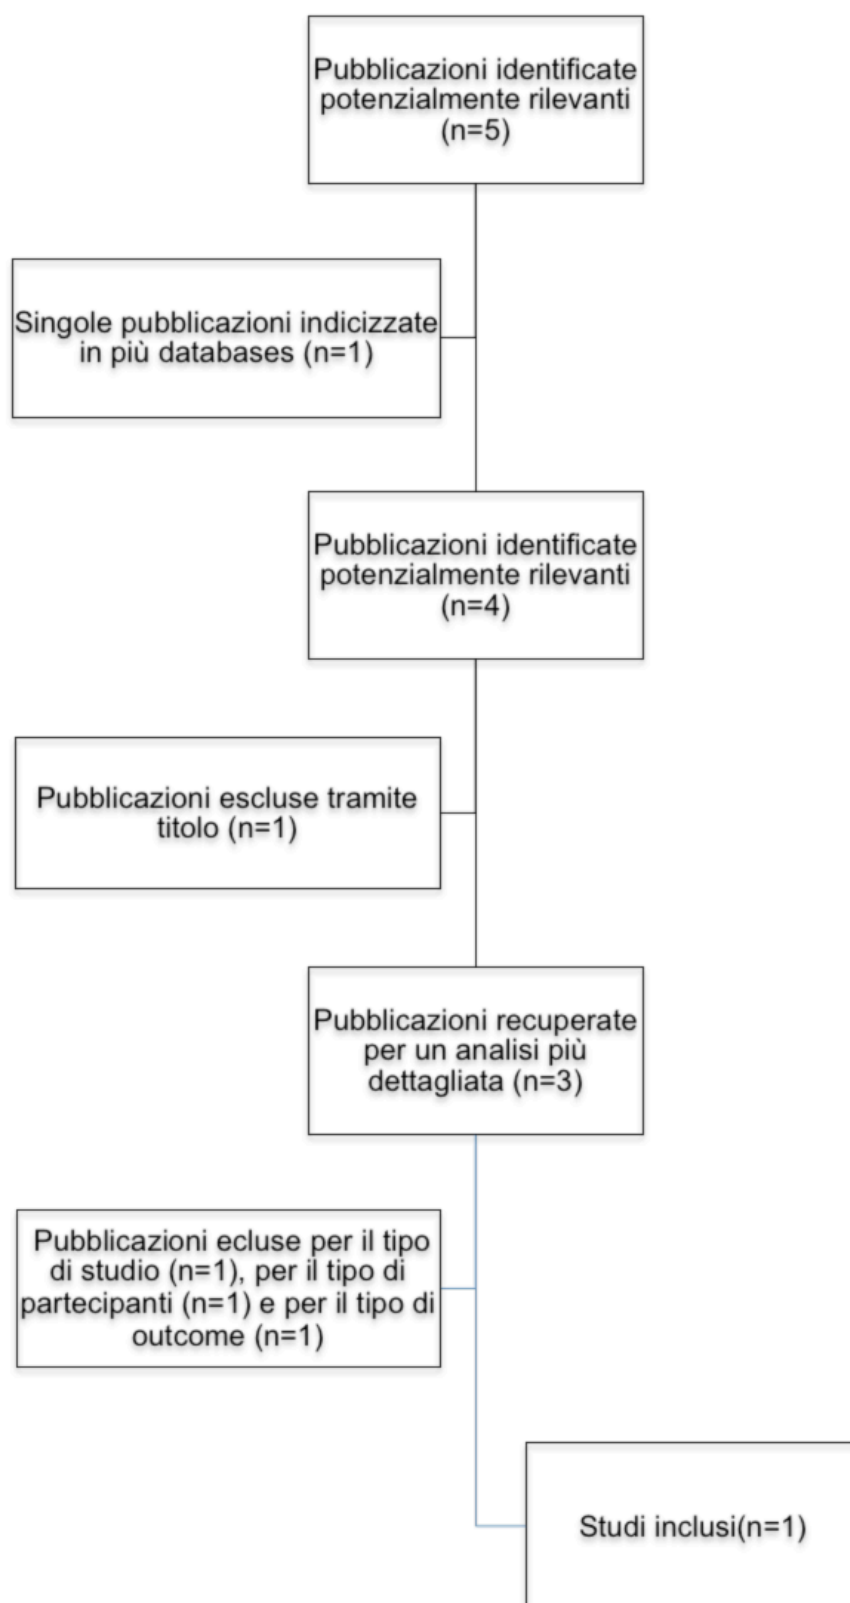 Pubblicazioni identificate
potenzialmente rilevanti
(n=5)
Singole pubblicazioni indicizzate
in più databases (n=1)
Pubblicazioni identificate
potenzialmente rilevanti
(n=4)
Pubblicazioni escluse tramite
titolo (n=1)
Pubblicazioni recuperate
per un analisi più
dettagliata (n=3)
Pubblicazioni ecluse per il tipo
di studio (n=1), per il tipo di
partecipanti (n=1) e per il tipo di
outcome (n=1)
Studi inclusi(n=1)